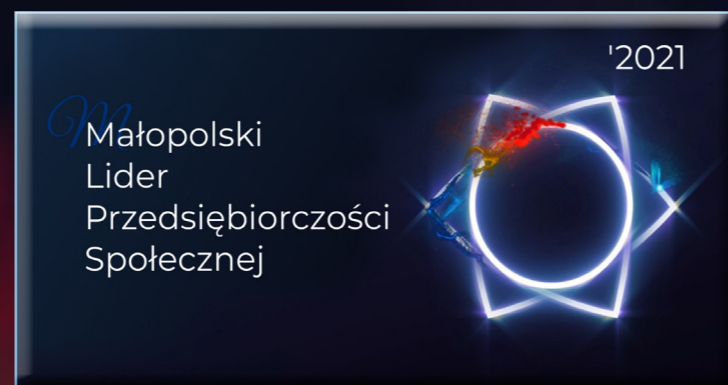 '2021
M
Małopolski
Lider
Przedsiębiorczości
Społecznej